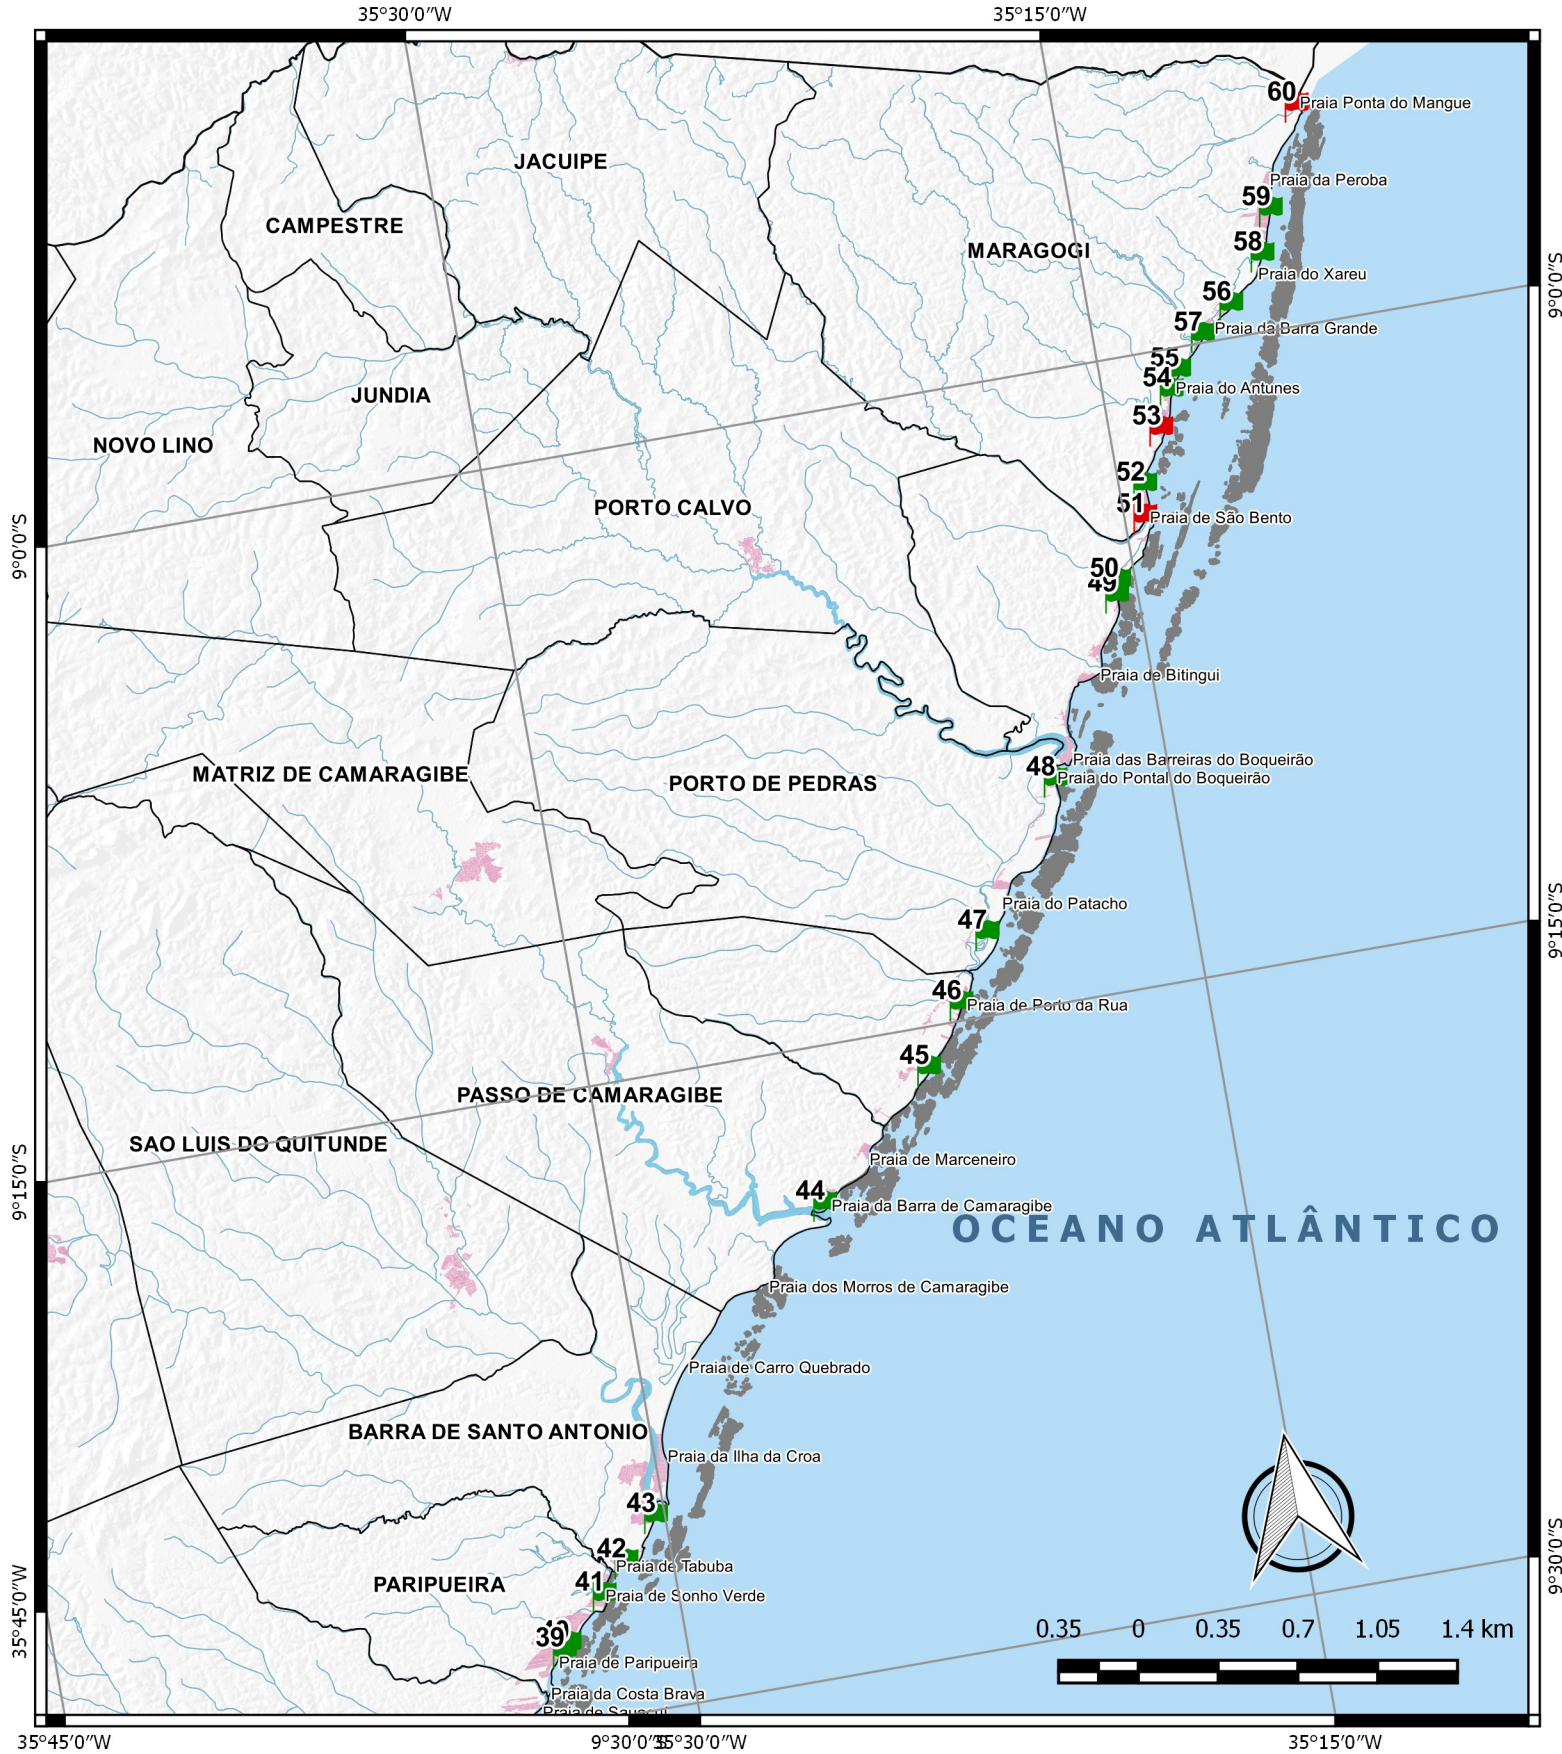 35°30'0"W
35°15'0"W
60
Praia Ponta do Mangue
JACUIPE
Praia da Peroba
59
CAMPESTRE
58
MARAGOGI
Praia do Xareu
9°0'0"S
56
57
Praia da Barra Grande
55
54
Praia do Antunes
JUNDIA
53
NOVO LINO
52
51
PORTO CALVO
Praia de São Bento
9°0'0"S
50
49
Praia de Bitingui
Praia das Barreiras do Boqueirão
48
Praia do Pontal do Boqueirão
MATRIZ DE CAMARAGIBE
PORTO DE PEDRAS
Praia do Patacho
47
9°15'0"S
46
Praia de Porto da Rua
45
PASSO DE CAMARAGIBE
SAO LUIS DO QUITUNDE
Praia de Marceneiro
9°15'0"S
44
Praia da Barra de Camaragibe
OCEANO ATLÂNTICO
Praia dos Morros de Camaragibe
Praia de Carro Quebrado
BARRA DE SANTO ANTONIO
Praia da Ilha da Croa
43
42
Praia de Tabuba
9°30'0"S
41
PARIPUEIRA
Praia de Sonho Verde
35°45'0"W
39
0.35 0 0.35 0.7 1.05 1.4 km
Praia de Paripueira
Praia da Costa Brava
35°45'0"W
9°30'0"S
35°30'0"W
35°15'0"W